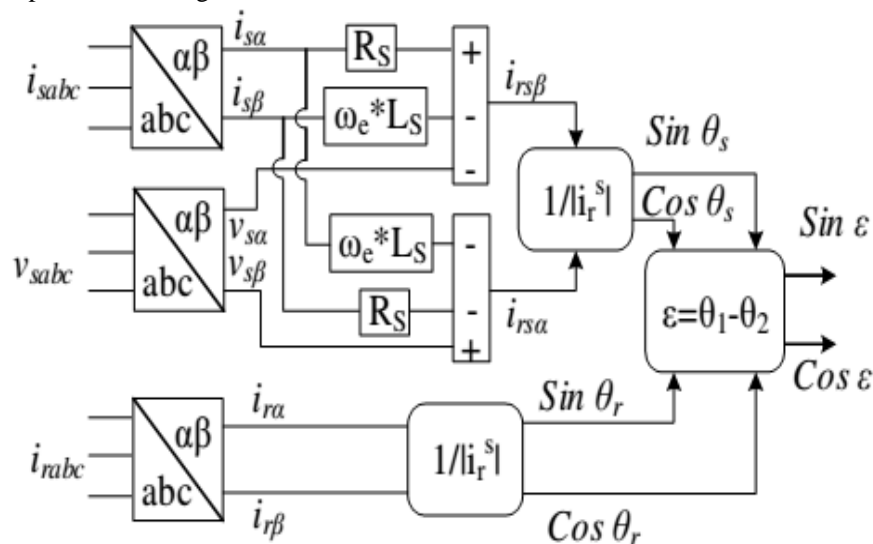 i_sabc
αβ
abc
i_sα
i_sβ
R_S
ω_e*L_S
+
-
-
i_rsβ
v_sabc
αβ
abc
v_sα
v_sβ
ω_e*L_S
R_S
-
-
+
i_rsα
1/|i_r^s|
Sin θ_s
Cos θ_s
ε=θ_1-θ_2
Sin ε
Cos ε
i_rabc
αβ
abc
i_rα
i_rβ
1/|i_r^s|
Sin θ_r
Cos θ_r